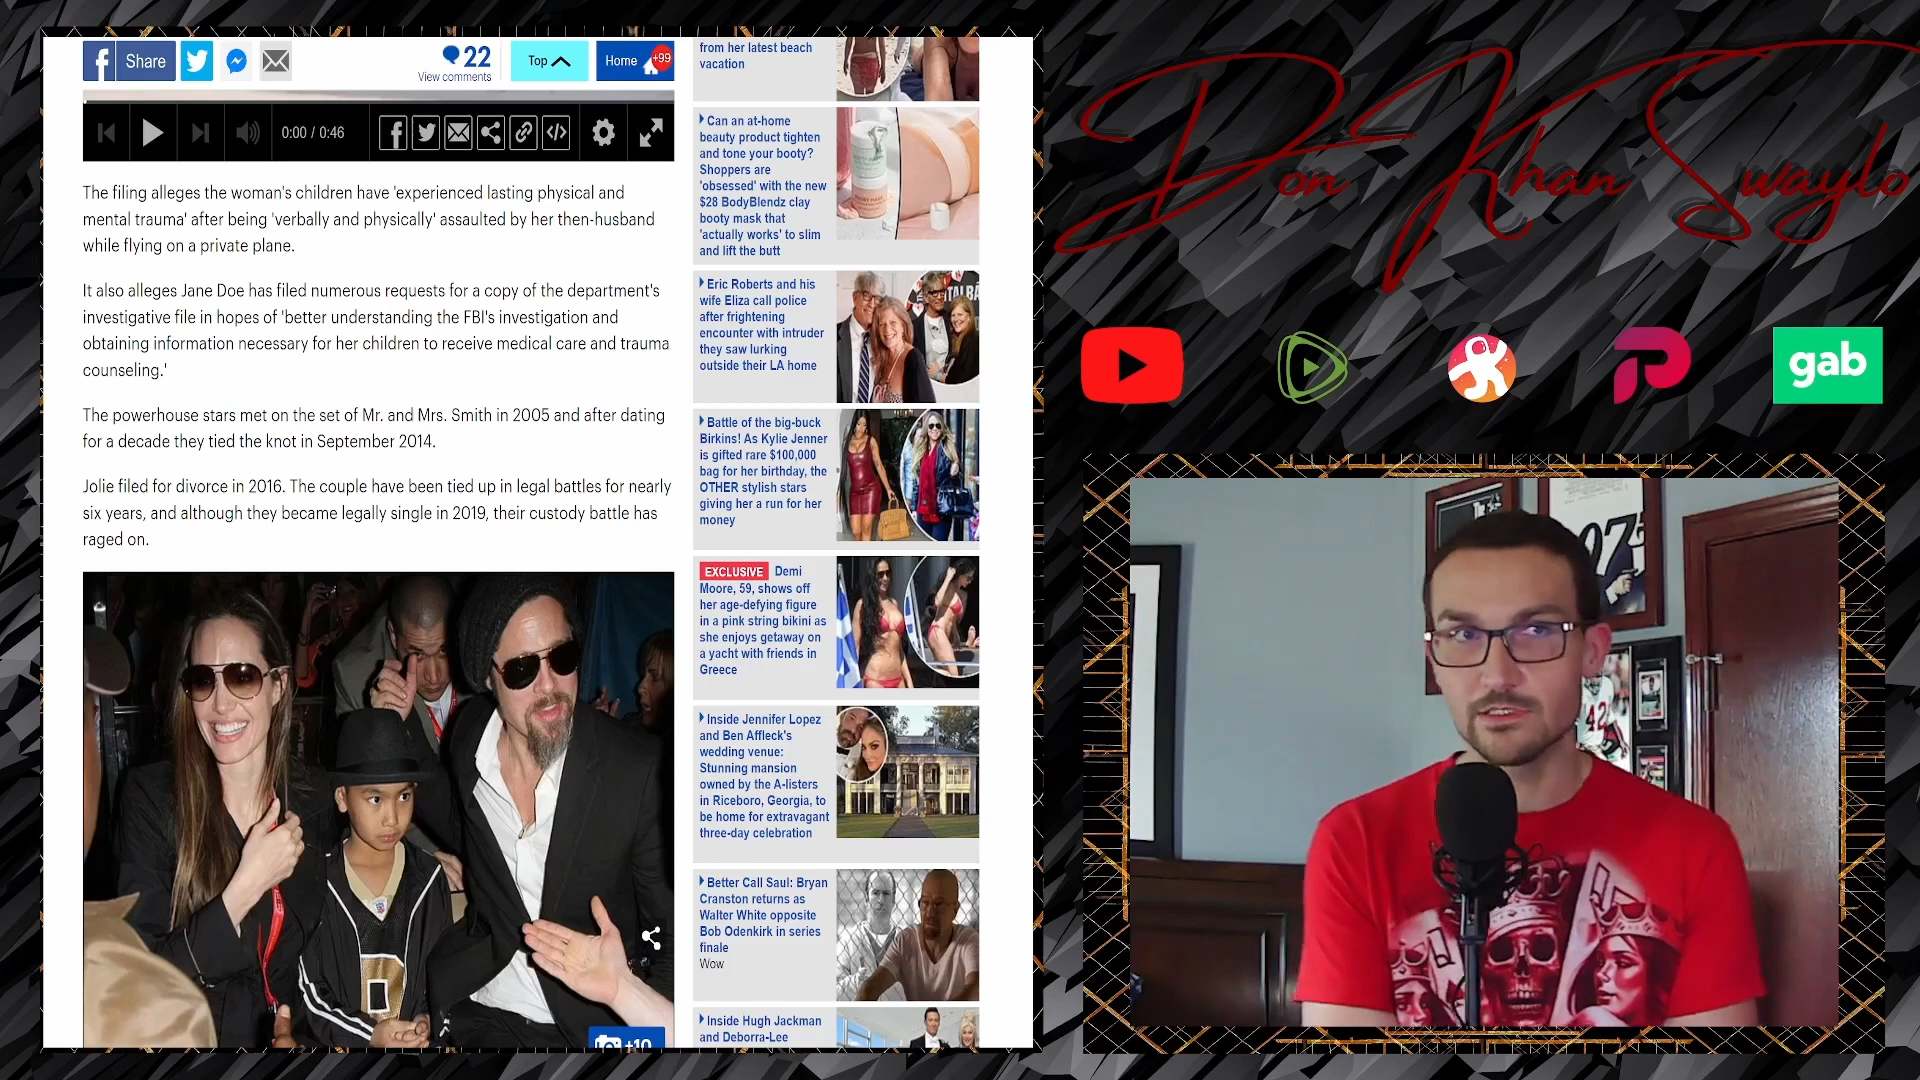 Share
22
View comments
Top
Home
+99
0:00 / 0:46
The filing alleges the woman's children have 'experienced lasting physical and
mental trauma' after being 'verbally and physically' assaulted by her then-husband
while flying on a private plane.
It also alleges Jane Doe has filed numerous requests for a copy of the department's
investigative file in hopes of 'better understanding the FBI's investigation and
obtaining information necessary for her children to receive medical care and trauma
counseling.'
The powerhouse stars met on the set of Mr. and Mrs. Smith in 2005 and after dating
for a decade they tied the knot in September 2014.
Jolie filed for divorce in 2016. The couple have been tied up in legal battles for nearly
six years, and although they became legally single in 2019, their custody battle has
raged on.
+10
from her latest beach
vacation
Can an at-home
beauty product tighten
and tone your booty?
Shoppers are
'obsessed' with the new
$28 BodyBlendz clay
booty mask that
'actually works' to slim
and lift the butt
Eric Roberts and his
wife Eliza call police
after frightening
encounter with intruder
they saw lurking
outside their LA home
Battle of the big-buck
Birkins! As Kylie Jenner
is gifted rare $100,000
bag for her birthday, the
OTHER stylish stars
giving her a run for her
money
EXCLUSIVE Demi
Moore, 59, shows off
her age-defying figure
in a pink string bikini as
she enjoys getaway on
a yacht with friends in
Greece
Inside Jennifer Lopez
and Ben Affleck's
wedding venue:
Stunning mansion
owned by the A-listers
in Riceboro, Georgia, to
be home for extravagant
three-day celebration
Better Call Saul: Bryan
Cranston returns as
Walter White opposite
Bob Odenkirk in series
finale
Wow
Inside Hugh Jackman
and Deborra-Lee
Don Khan Swaylo
gab
97
42